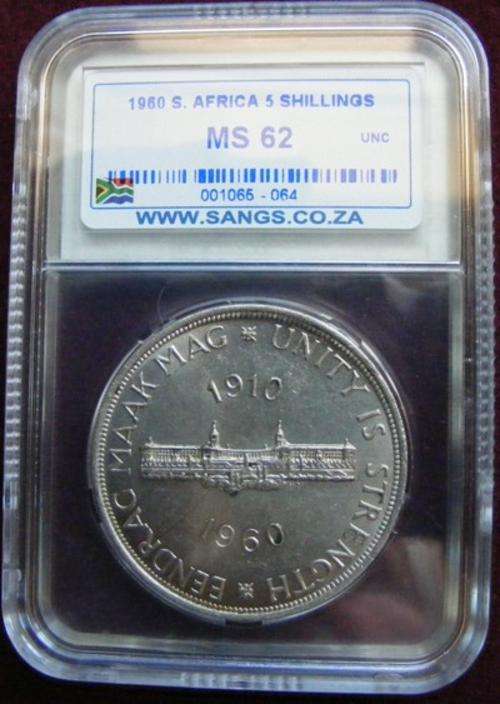 1960 S. AFRICA 5 SHILLINGS
MS 62
UNC
001065 - 064
WWW.SANGS.CO.ZA
EENDRAG MAAK MAG * UNITY IS STRENGTH *
1910
1960